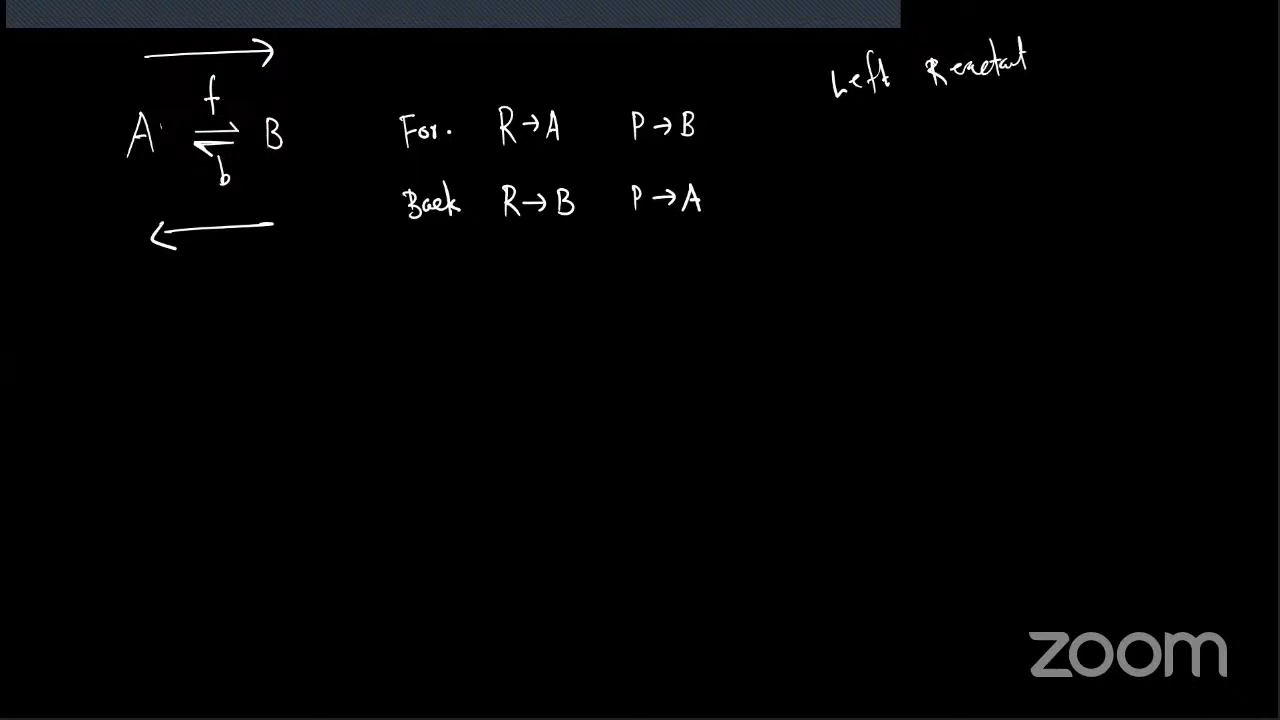 Left Reactant
f
A ⇌ B
b
For. R→A P→B
Back R→B P→A
zoom